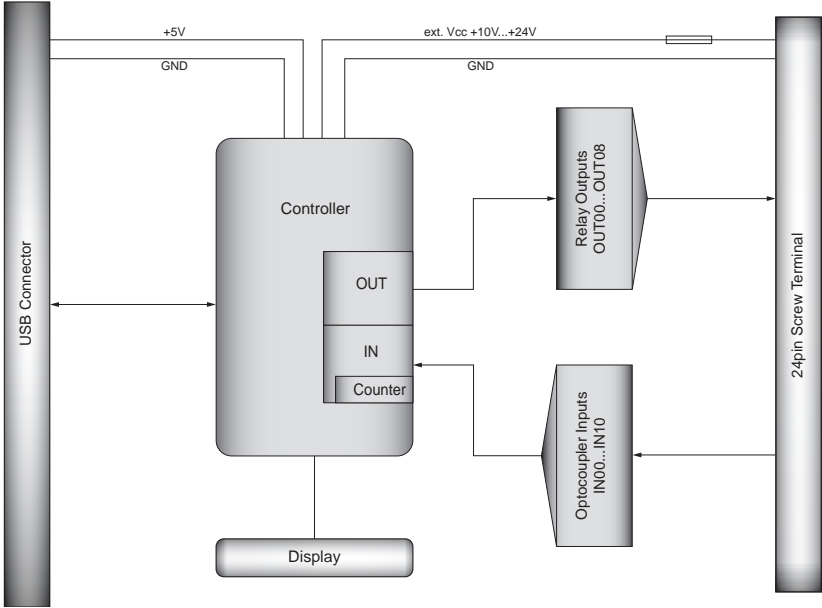 +5V
ext. Vcc +10V...+24V
GND
GND
Relay Outputs
OUT00...OUT08
Controller
USB Connector
24pin Screw Terminal
OUT
IN
Counter
Optocoupler Inputs
IN00...IN10
Display